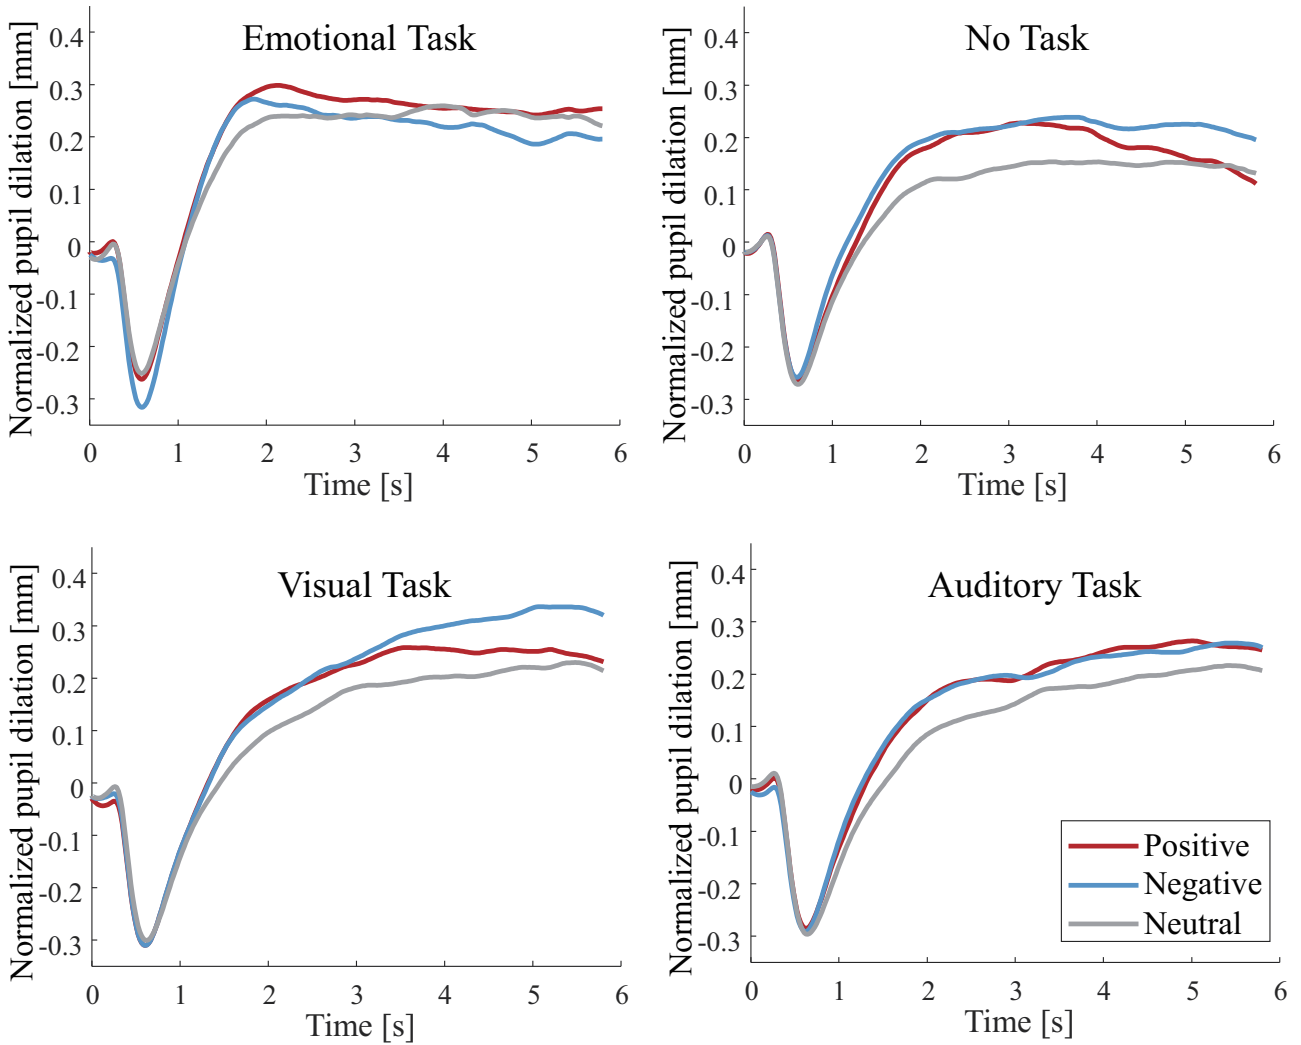 Emotional Task
Normalized pupil dilation [mm]
0.4
0.3
0.2
0.1
0
-0.1
-0.2
-0.3
0 1 2 3 4 5 6
Time [s]
No Task
Normalized pupil dilation [mm]
0.4
0.3
0.2
0.1
0
-0.1
-0.2
-0.3
0 1 2 3 4 5 6
Time [s]
Visual Task
Normalized pupil dilation [mm]
0.4
0.3
0.2
0.1
0
-0.1
-0.2
-0.3
0 1 2 3 4 5 6
Time [s]
Auditory Task
Normalized pupil dilation [mm]
0.4
0.3
0.2
0.1
0
-0.1
-0.2
-0.3
0 1 2 3 4 5 6
Time [s]
Positive
Negative
Neutral